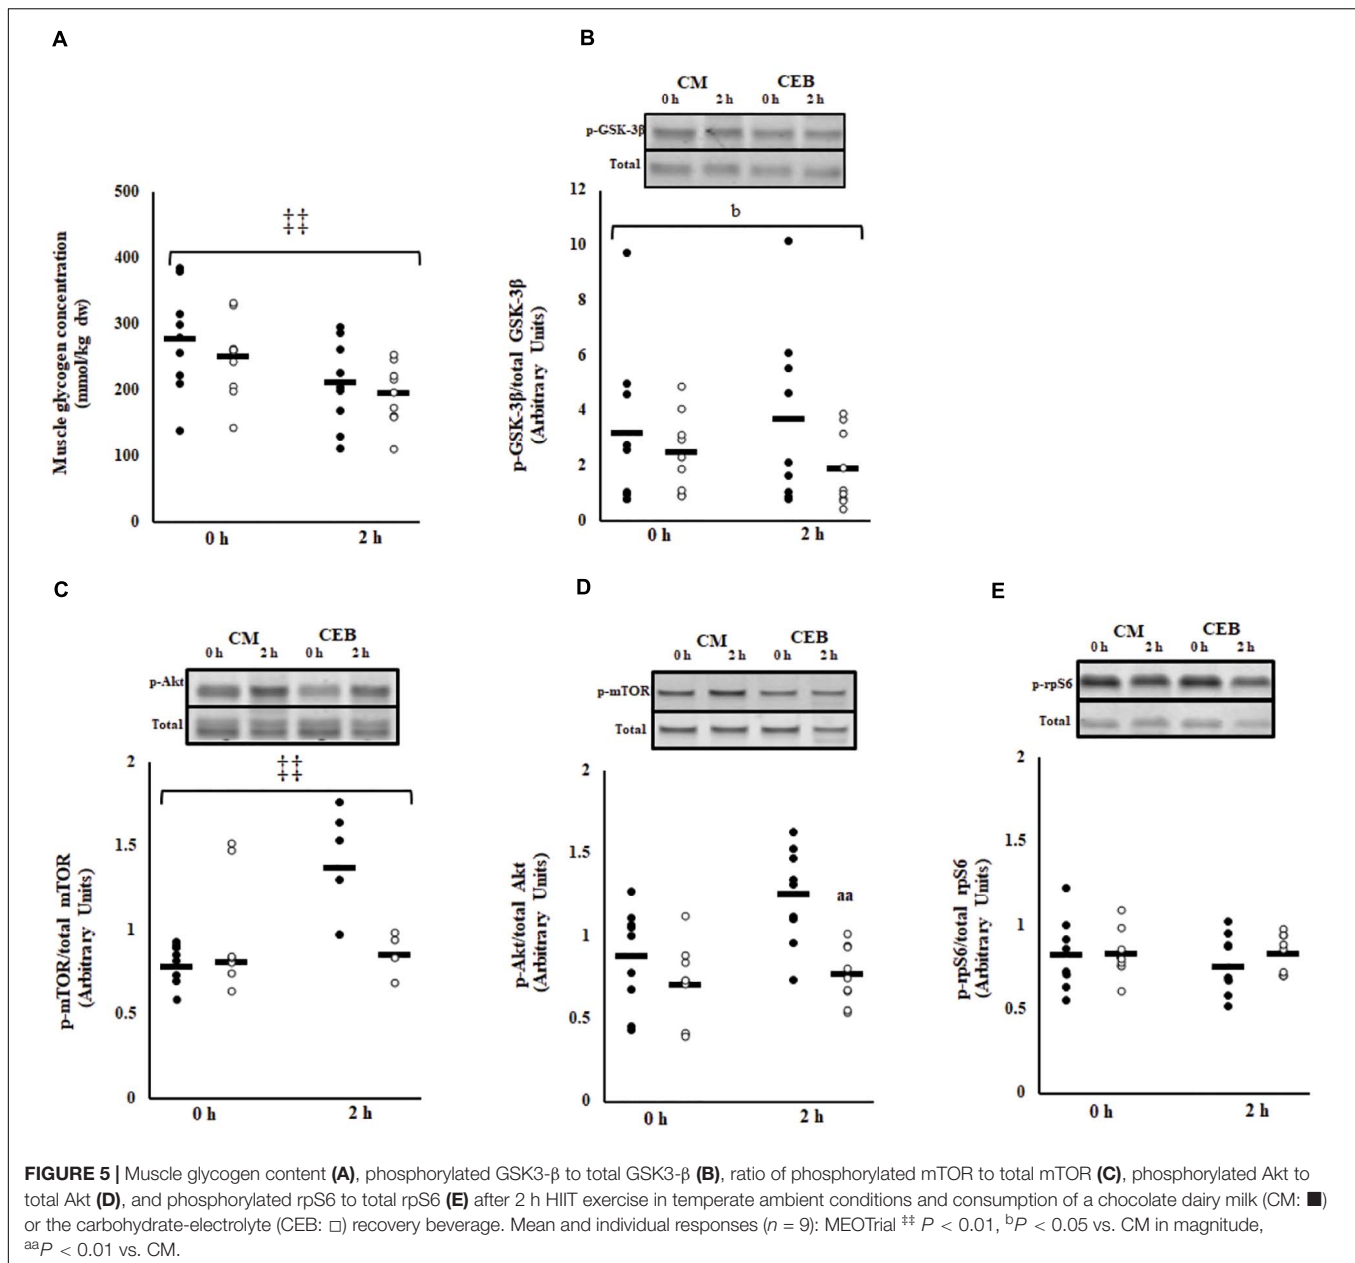 A
500
400
300
200
100
0
Muscle glycogen concentration
(mmol/kg dw)
‡‡
‡‡
0 h
2 h
B
CM
CEB
0 h
2 h
0 h
2 h
p-GSK-3β
Total
12
10
8
6
4
2
0
p-GSK-3β/total GSK-3β
(Arbitrary Units)
b
0 h
2 h
C
CM
CEB
0 h
2 h
0 h
2 h
p-Akt
Total
2
1.5
1
0.5
0
p-mTOR/total mTOR
(Arbitrary Units)
‡‡
‡‡
0 h
2 h
D
CM
CEB
0 h
2 h
0 h
2 h
p-mTOR
Total
2
1.5
1
0.5
0
p-Akt/total Akt
(Arbitrary Units)
aa
0 h
2 h
E
CM
CEB
0 h
2 h
0 h
2 h
p-rpS6
Total
2
1.5
1
0.5
0
p-rpS6/total rpS6
(Arbitrary Units)
0 h
2 h
FIGURE 5 | Muscle glycogen content (A), phosphorylated GSK3-β to total GSK3-β (B), ratio of phosphorylated mTOR to total mTOR (C), phosphorylated Akt to
total Akt (D), and phosphorylated rpS6 to total rpS6 (E) after 2 h HIIT exercise in temperate ambient conditions and consumption of a chocolate dairy milk (CM: ■)
or the carbohydrate-electrolyte (CEB: □) recovery beverage. Mean and individual responses (n = 9): MEOTrial ‡‡ P < 0.01, bP < 0.05 vs. CM in magnitude,
aaP < 0.01 vs. CM.